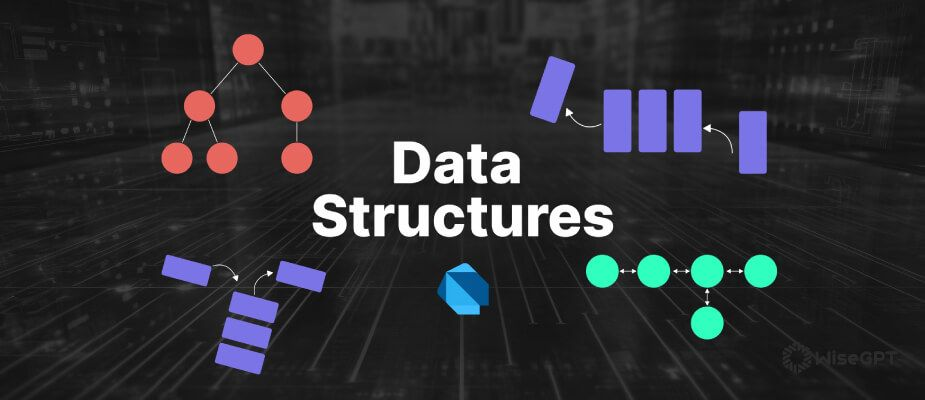 Data
Structures
WiseGPT